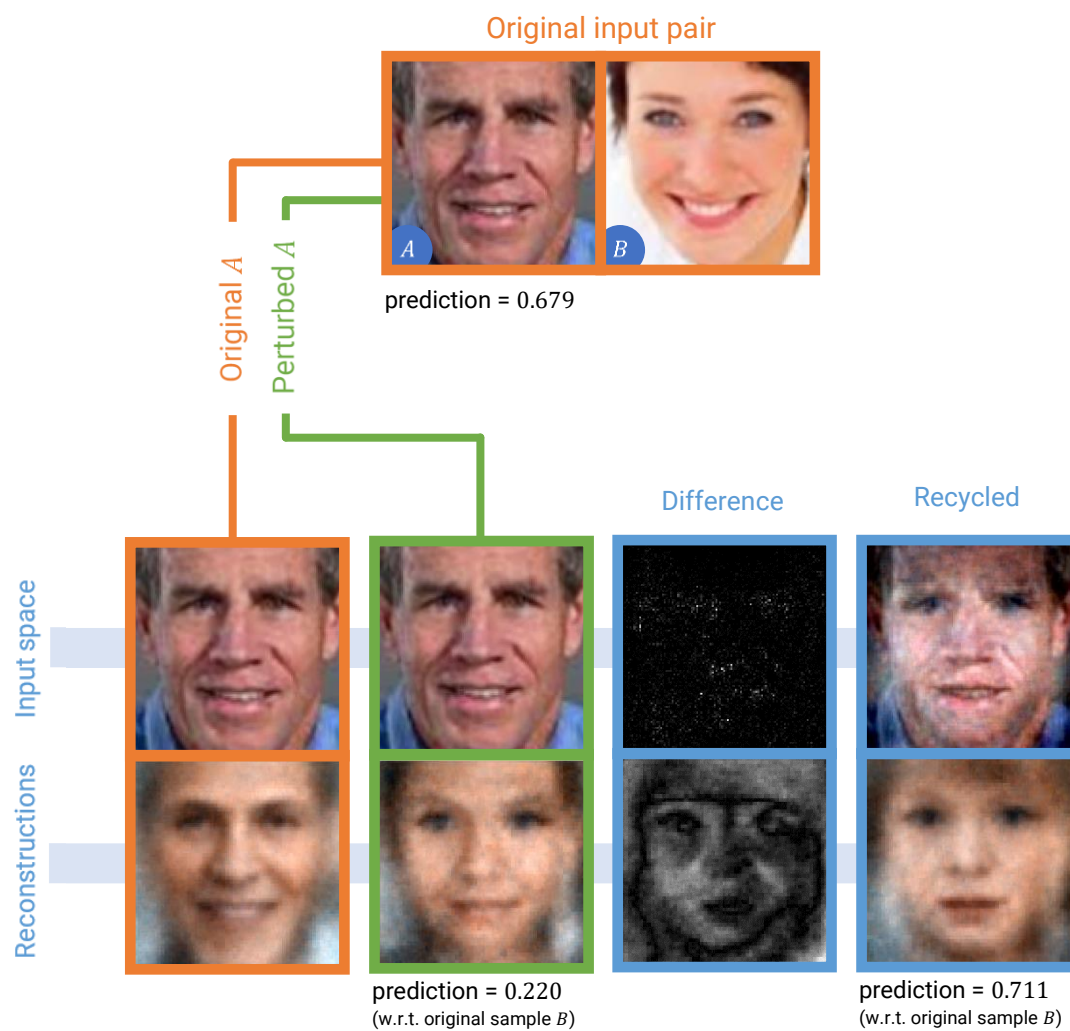 Original input pair
A
B
prediction = 0.679
Original A
Perturbed A
Difference
Recycled
Input space
Reconstructions
prediction = 0.220
(w.r.t. original sample B)
prediction = 0.711
(w.r.t. original sample B)